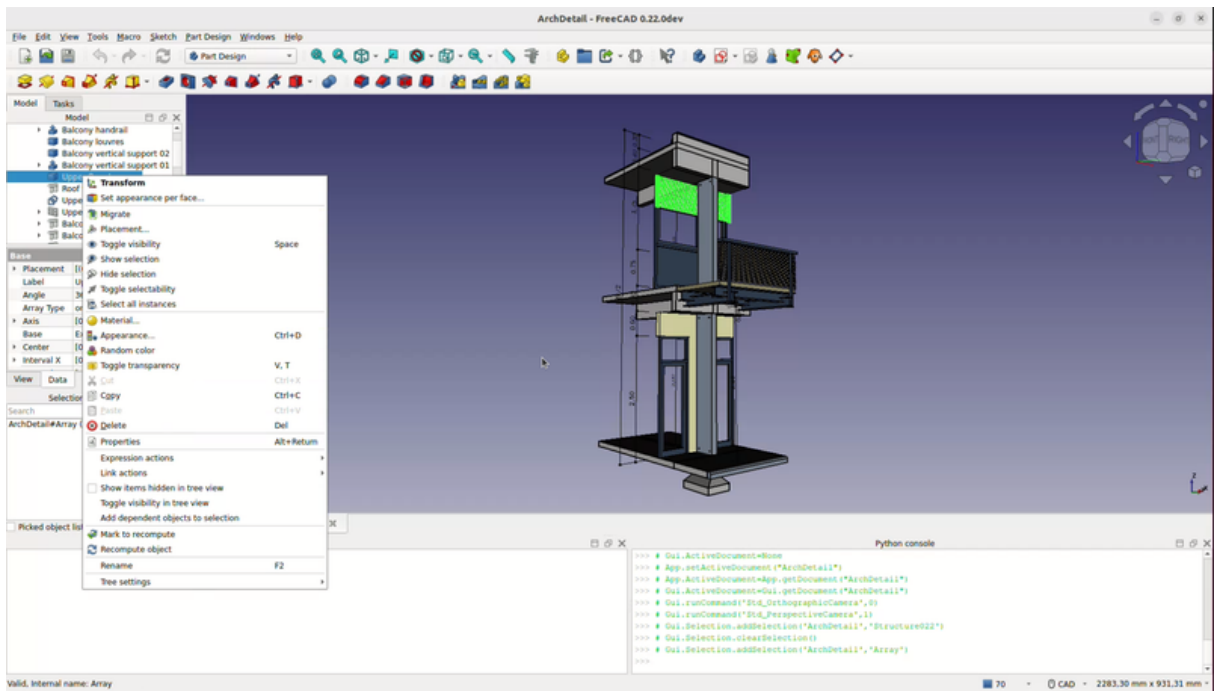 ArchDetail - FreeCAD 0.22.0dev
File Edit View Tools Macro Sketch Part Design Windows Help
Part Design
Model Tasks
Model
Balcony handrail
Balcony louvres
Balcony vertical support 02
Balcony vertical support 01
Roof
Base
Placement
Label
Angle
Array Type
Axis
Base
Center
Interval X
View Data
Search
ArchDetail#Array
Picked object
Transform
Set appearance per face...
Migrate
Placement...
Toggle visibility Space
Show selection
Hide selection
Toggle selectability
Select all instances
Material...
Appearance... Ctrl+D
Random color
Toggle transparency V, T
Cut Ctrl+X
Copy Ctrl+C
Paste Ctrl+V
Delete Del
Properties Alt+Return
Expression actions
Link actions
Show items hidden in tree view
Toggle visibility in tree view
Add dependent objects to selection
Mark to recompute
Recompute object
Rename F2
Tree settings
0.75
2.50
RIGHT
Python console
>>> # Gui.ActiveDocument=None
>>> # App.setActiveDocument("ArchDetail")
>>> # App.ActiveDocument=App.getDocument("ArchDetail")
>>> # Gui.ActiveDocument=Gui.getDocument("ArchDetail")
>>> # Gui.runCommand('Std_OrthographicCamera',0)
>>> # Gui.runCommand('Std_PerspectiveCamera',1)
>>> # Gui.Selection.addSelection('ArchDetail','Structure022')
>>> # Gui.Selection.clearSelection()
>>> # Gui.Selection.addSelection('ArchDetail','Array')
>>>
Valid, Internal name: Array
70 CAD 2283,30 mm x 931,31 mm